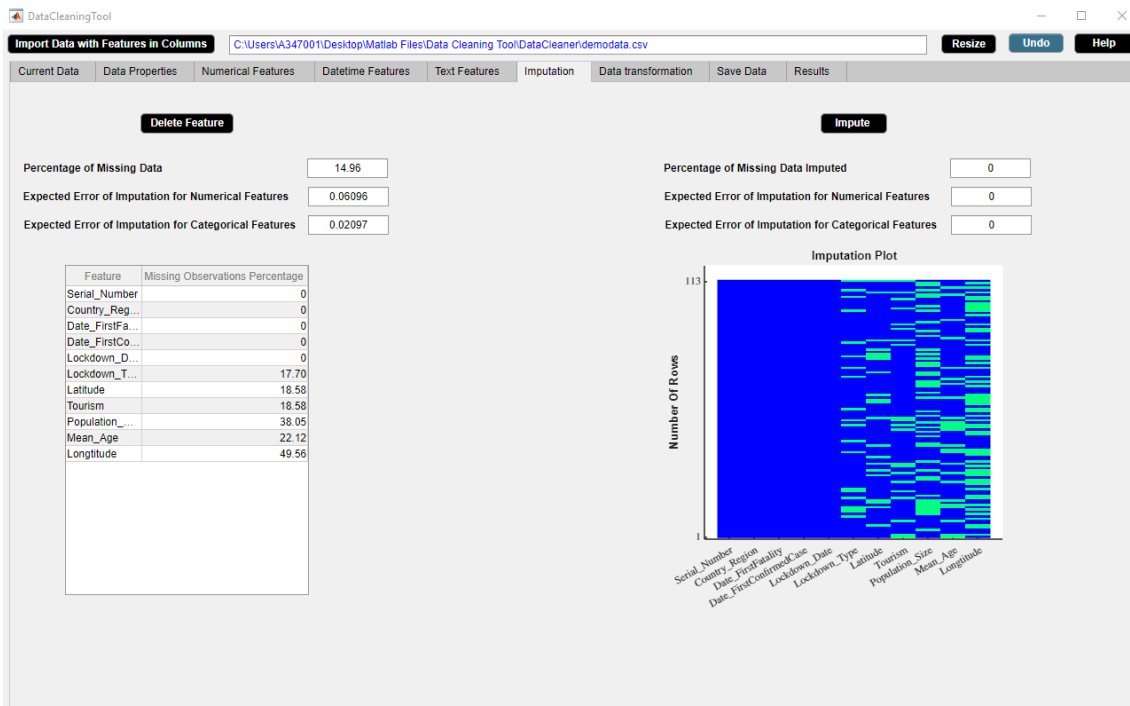 DataCleaningTool
Import Data with Features in Columns C:\Users\A347001\Desktop\Matlab Files\Data Cleaning Tool\DataCleaner\demodata.csv Resize Undo Help
Current Data Data Properties Numerical Features Datetime Features Text Features Imputation Data transformation Save Data Results
Delete Feature
Percentage of Missing Data 14.96
Expected Error of Imputation for Numerical Features 0.06096
Expected Error of Imputation for Categorical Features 0.02097
Feature Missing Observations Percentage
Serial_Number 0
Country_Reg... 0
Date_FirstFa... 0
Date_FirstCo... 0
Lockdown_D... 0
Lockdown_T... 17.70
Latitude 18.58
Tourism 18.58
Population_... 38.05
Mean_Age 22.12
Longtitude 49.56
Impute
Percentage of Missing Data Imputed 0
Expected Error of Imputation for Numerical Features 0
Expected Error of Imputation for Categorical Features 0
Imputation Plot
113
Number Of Rows
1
Serial_Number
Country_Region
Date_FirstFatality
Date_FirstConfirmedCase
Lockdown_Date
Lockdown_Type
Latitude
Tourism
Population_Size
Mean_Age
Longtitude